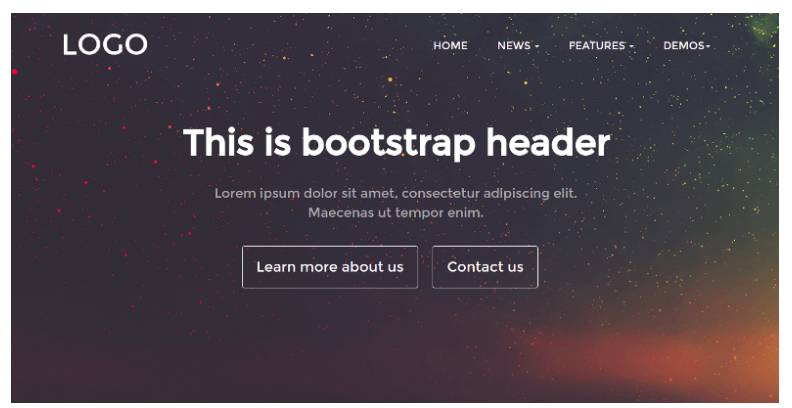 LOGO
HOME NEWS FEATURES DEMOS
This is bootstrap header
Lorem ipsum dolor sit amet, consectetur adipiscing elit.
Maecenas ut tempor enim.
Learn more about us Contact us